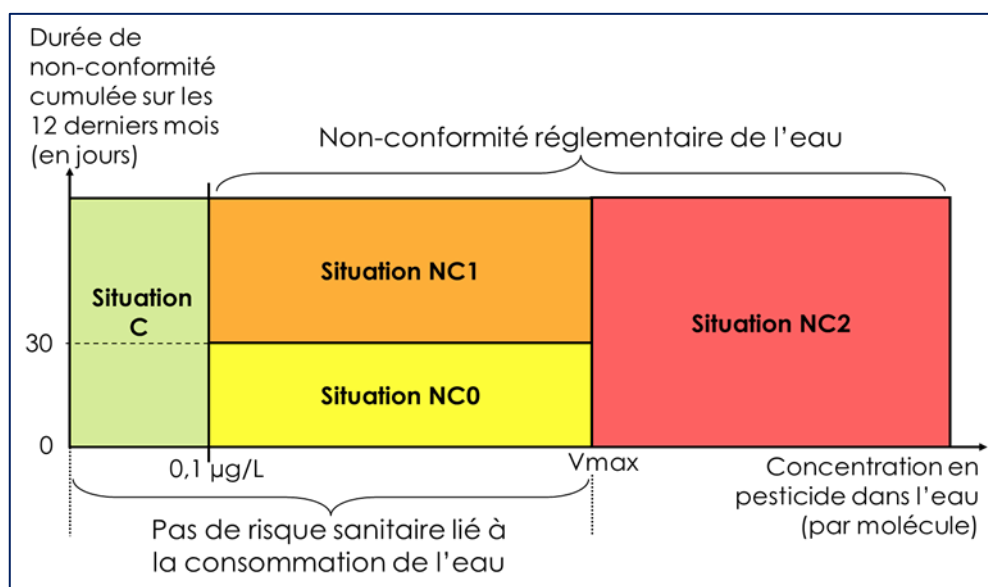 Durée de
non-conformité
cumulée sur les
12 derniers mois
(en jours)
Non-conformité réglementaire de l'eau
Situation NC1
Situation
C
Situation NC2
30
Situation NC0
0
0,1 µg/L
Vmax
Concentration en
pesticide dans l'eau
(par molécule)
Pas de risque sanitaire lié à
la consommation de l'eau